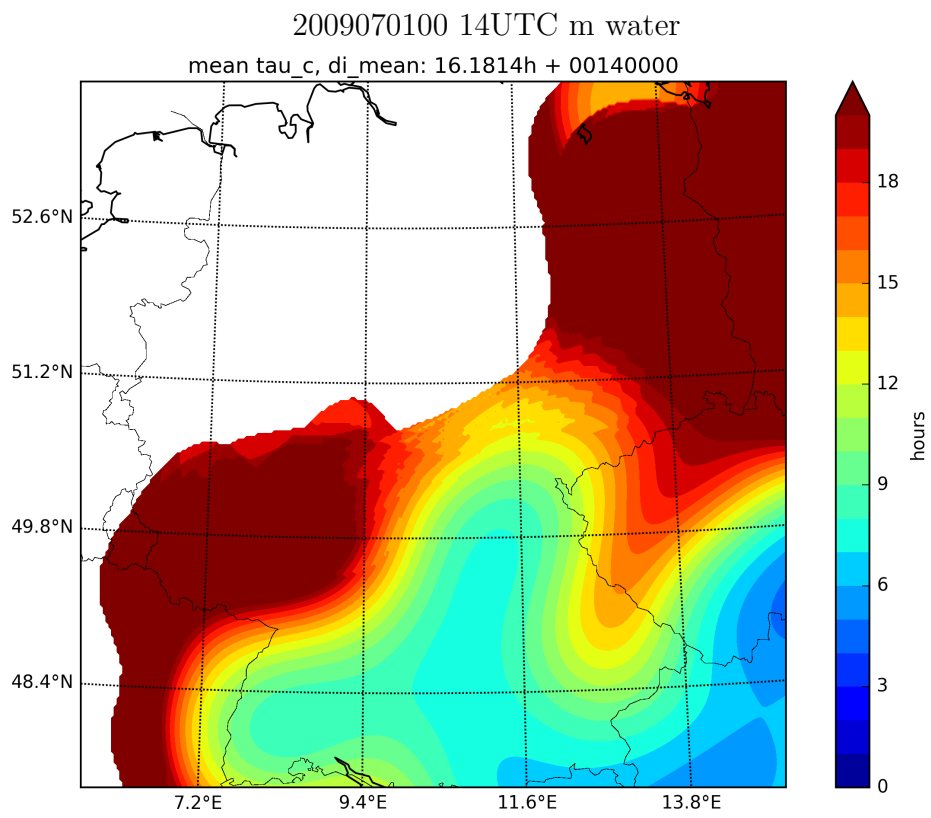 2009070100 14UTC m water
mean tau_c, di_mean: 16.1814h + 00140000
52.6°N
51.2°N
49.8°N
48.4°N
7.2°E 9.4°E 11.6°E 13.8°E
18
15
12
9
6
3
0
hours